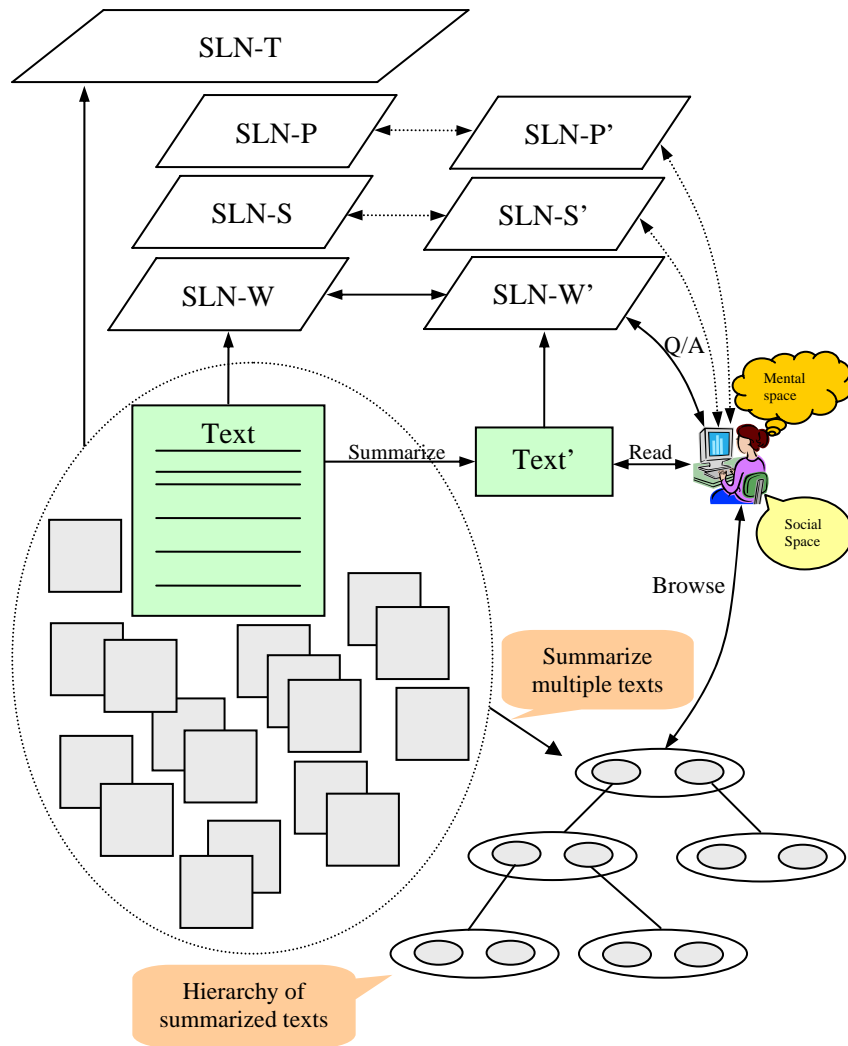 SLN-T
SLN-P
SLN-P’
SLN-S
SLN-S’
SLN-W
SLN-W’
Q/A
Mental
space
Text
Summarize
Text’
Read
Social
Space
Browse
Summarize
multiple texts
Hierarchy of
summarized texts